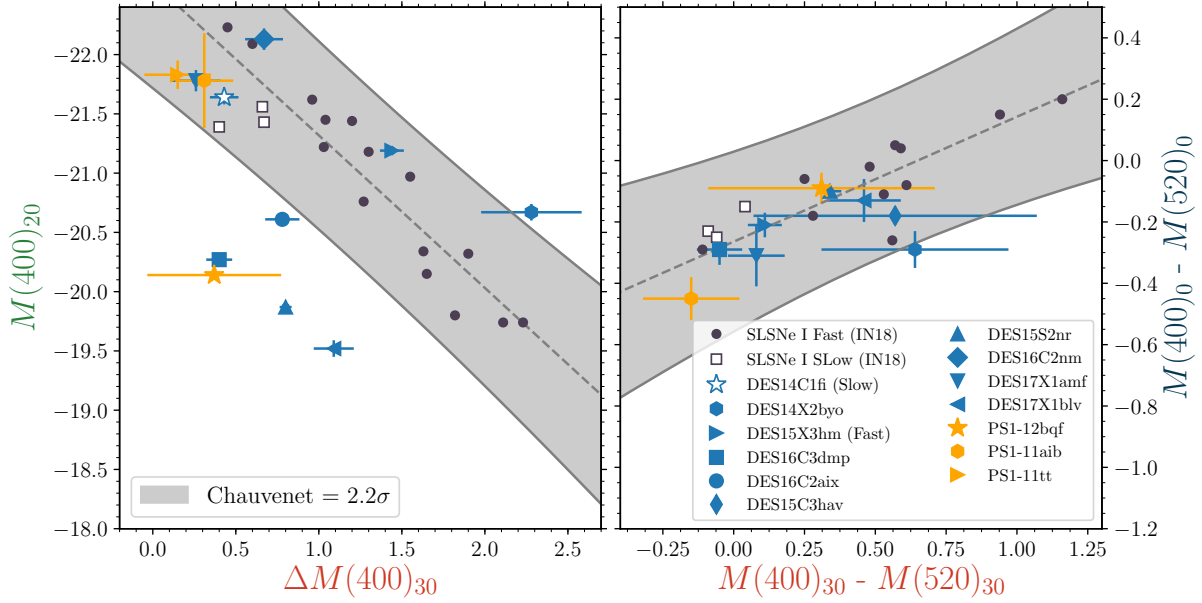 −22.0
−21.5
−21.0
−20.5
−20.0
−19.5
−19.0
−18.5
−18.0
M(400)₂₀
0.0 0.5 1.0 1.5 2.0 2.5
ΔM(400)₃₀
Chauvenet = 2.2σ
SLSNe I Fast (IN18)
SLSNe I SLow (IN18)
DES14C1fi (Slow)
DES14X2byo
DES15X3hm (Fast)
DES16C3dmp
DES16C2aix
DES15C3hav
DES15S2nr
DES16C2nm
DES17X1amf
DES17X1blv
PS1-12bqf
PS1-11aib
PS1-11tt
−0.25 0.00 0.25 0.50 0.75 1.00 1.25
M(400)₃₀ - M(520)₃₀
0.4
0.2
0.0
−0.2
−0.4
−0.6
−0.8
−1.0
−1.2
M(400)₀ - M(520)₀